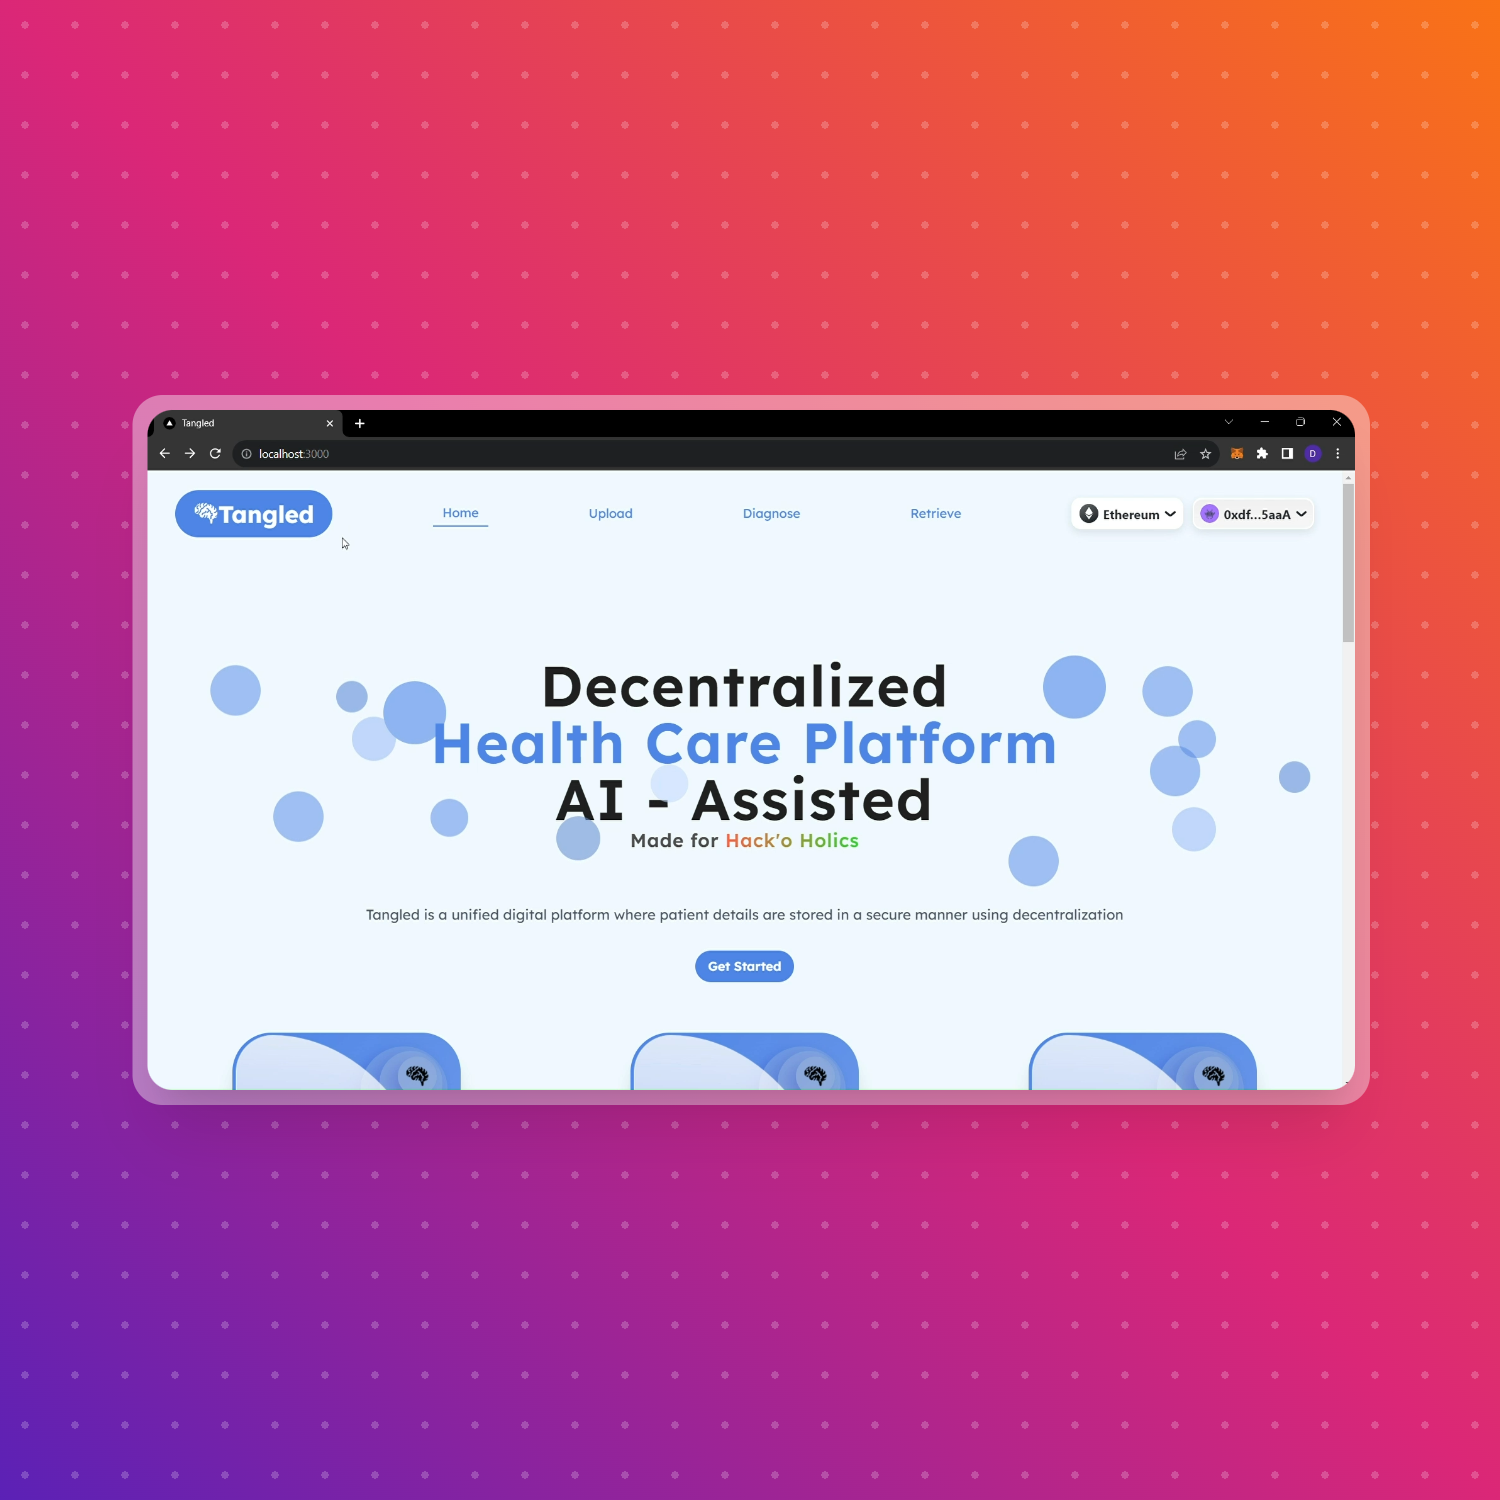 Tangled
localhost:3000
D
Tangled
Home
Upload
Diagnose
Retrieve
Ethereum
0xdf...5aaA
Decentralized
Health Care Platform
AI - Assisted
Made for Hack'o Holics
Tangled is a unified digital platform where patient details are stored in a secure manner using decentralization
Get Started